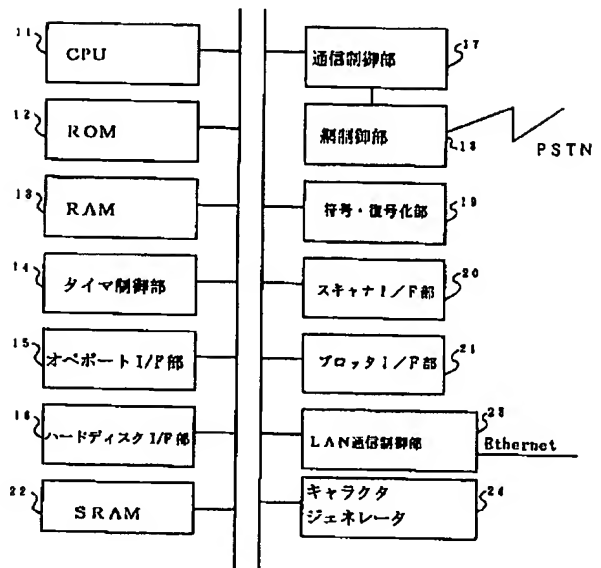 11
CPU
12
ROM
13
RAM
14
タイマ制御部
15
オペポート I/F部
16
ハードディスク I/F部
22
SRAM
17
通信制御部
18
網制御部
PSTN
19
符号・復号化部
20
スキャナ I/F部
21
プロッタ I/F部
23
LAN通信制御部
Ethernet
24
キャラクタ
ジェネレータ